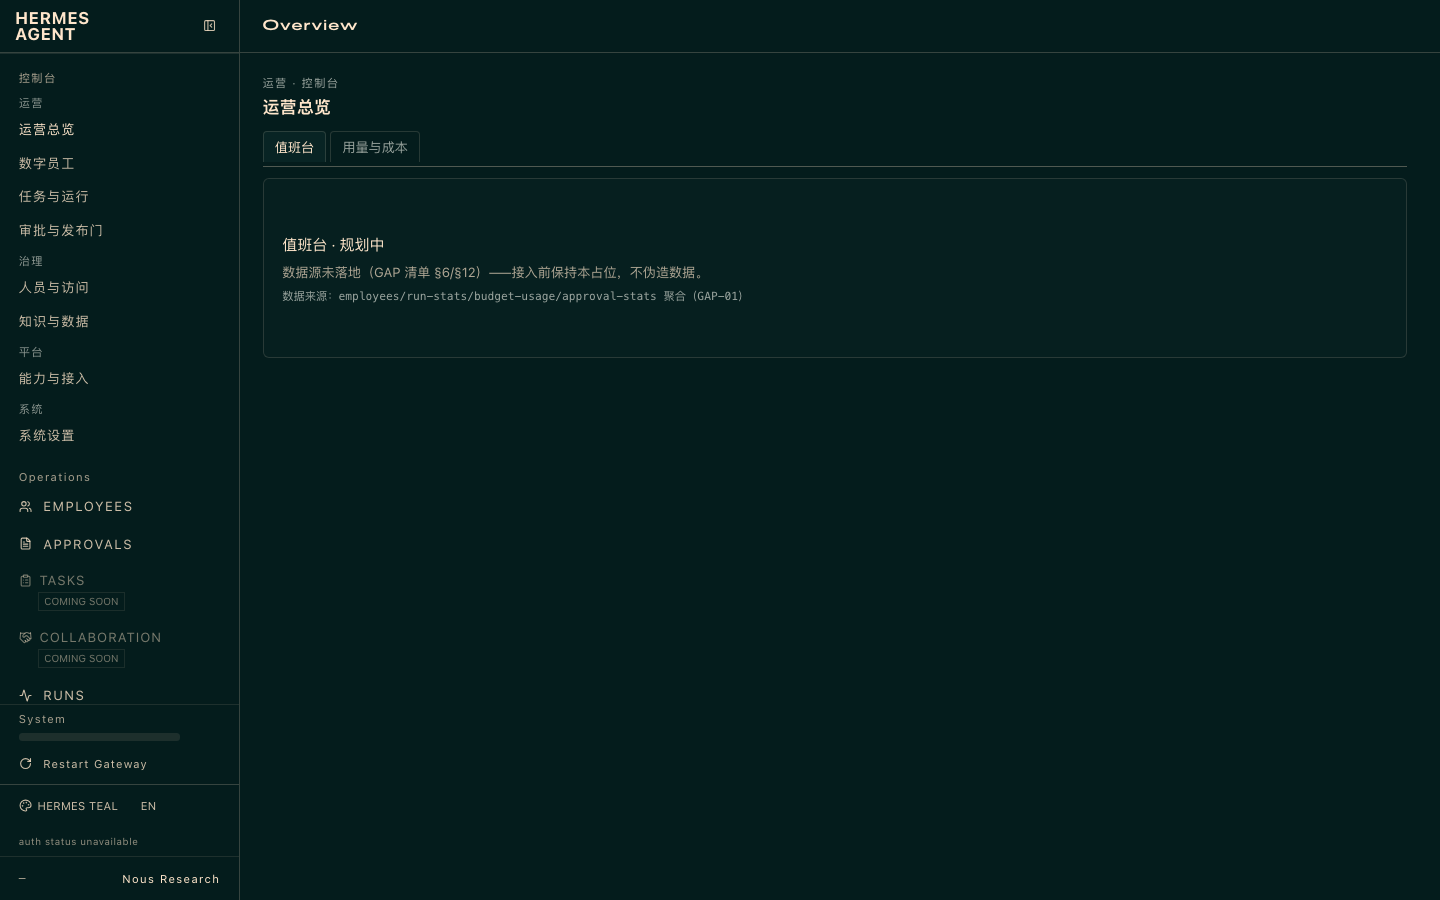 HERMES
AGENT
Overview
控制台
运营
运营总览
数字员工
任务与运行
审批与发布门
治理
人员与访问
知识与数据
平台
能力与接入
系统
系统设置
Operations
EMPLOYEES
APPROVALS
TASKS
COMING SOON
COLLABORATION
COMING SOON
RUNS
System
Restart Gateway
HERMES TEAL EN
auth status unavailable
— Nous Research
运营 · 控制台
运营总览
值班台 用量与成本
值班台 · 规划中
数据源未落地（GAP 清单 §6/§12）——接入前保持本占位，不伪造数据。
数据来源：employees/run-stats/budget-usage/approval-stats 聚合（GAP-01）